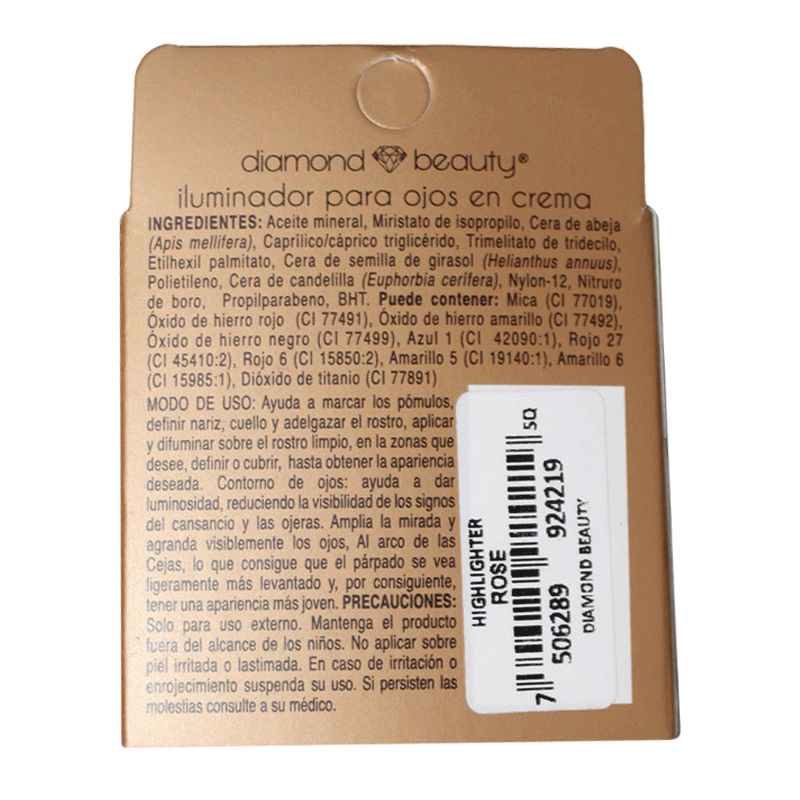 diamond beauty®
iluminador para ojos en crema
INGREDIENTES: Aceite mineral, Miristato de isopropilo, Cera de abeja
(Apis mellifera), Caprílico/cáprico triglicérido, Trimelitato de tridecilo,
Etilhexil palmitato, Cera de semilla de girasol (Helianthus annuus),
Polietileno, Cera de candelilla (Euphorbia cerifera), Nylon-12, Nitruro
de boro, Propilparabeno, BHT. Puede contener: Mica (CI 77019),
Óxido de hierro rojo (CI 77491), Óxido de hierro amarillo (CI 77492),
Óxido de hierro negro (CI 77499), Azul 1 (CI 42090:1), Rojo 27
(CI 45410:2), Rojo 6 (CI 15850:2), Amarillo 5 (CI 19140:1), Amarillo 6
(CI 15985:1), Dióxido de titanio (CI 77891)
MODO DE USO: Ayuda a marcar los pómulos,
definir nariz, cuello y adelgazar el rostro, aplicar
y difuminar sobre el rostro limpio, en la zonas que
desee, definir o cubrir, hasta obtener la apariencia
deseada. Contorno de ojos: ayuda a dar
luminosidad, reduciendo la visibilidad de los signos
del cansancio y las ojeras. Amplia la mirada y
agranda visiblemente los ojos, Al arco de las
Cejas, lo que consigue que el párpado se vea
ligeramente más levantado y, por consiguiente,
tener una apariencia más joven. PRECAUCIONES:
Solo para uso externo. Mantenga el producto
fuera del alcance de los niños. No aplicar sobre
piel irritada o lastimada. En caso de irritación o
enrojecimiento suspenda su uso. Si persisten las
molestias consulte a su médico.
HIGHLIGHTER
ROSE
5Q
7 506289 924219
DIAMOND BEAUTY